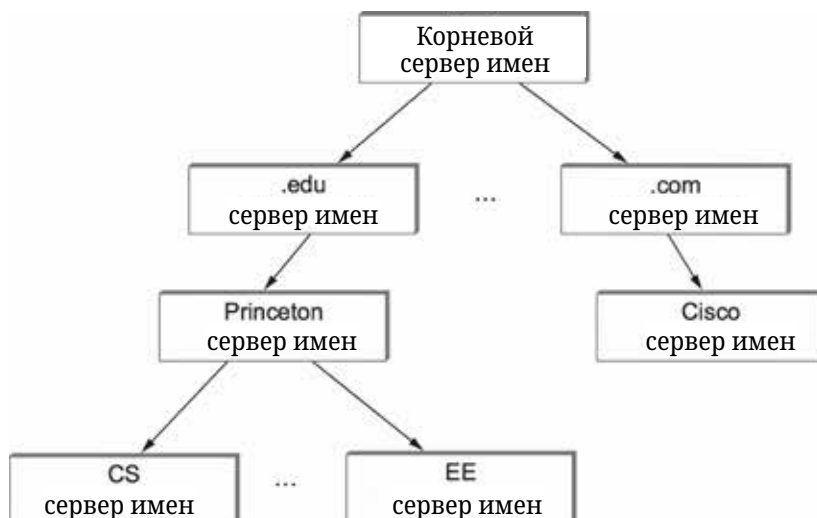 Корневой
сервер имен
.edu
сервер имен
...
.com
сервер имен
Princeton
сервер имен
Cisco
сервер имен
CS
сервер имен
...
EE
сервер имен